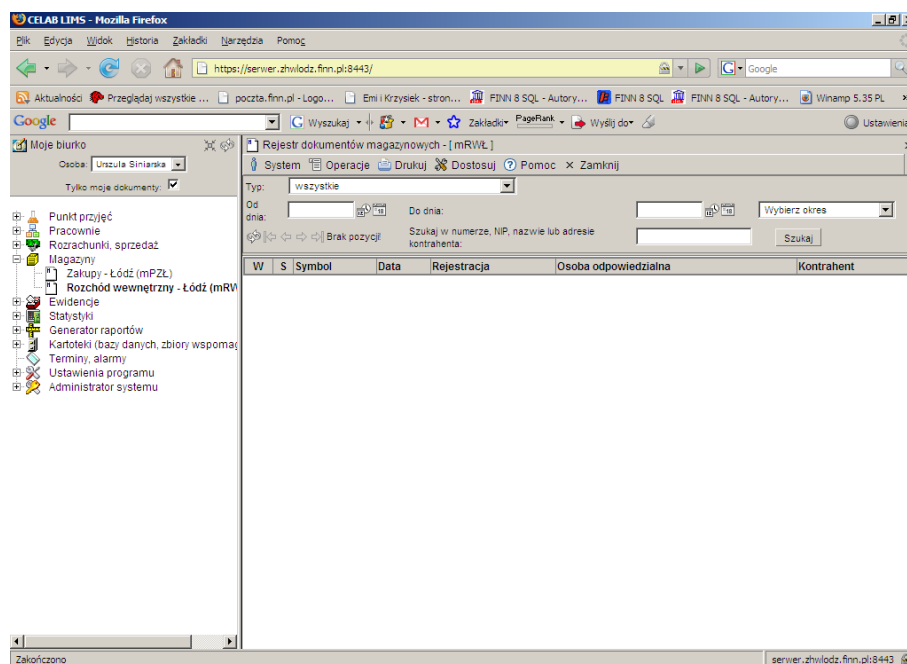 CELAB LIMS - Mozilla Firefox
Plik Edycja Widok Historia Zakładki Narzędzia Pomoc
https://serwer.zhwlodz.finn.pl:8443/ Google
Aktualności Przeglądaj wszystkie ... poczta.finn.pl - Logo... Emi i Krzysiek - stron... FINN 8 SQL - Autory... FINN 8 SQL FINN 8 SQL - Autory... Winamp 5.35 PL
Google Wyszukaj Zakładki PageRank Wyślij do Ustawienia
Moje biurko
Osoba: Urszula Siniarska
Tylko moje dokumenty:
Punkt przyjęć
Pracownie
Rozrachunki, sprzedaż
Magazyny
Zakupy - Łódź (mPZŁ)
Rozchód wewnętrzny - Łódź (mRW
Ewidencje
Statystyki
Generator raportów
Kartoteki (bazy danych, zbiory wspomag
Terminy, alarmy
Ustawienia programu
Administrator systemu
Rejestr dokumentów magazynowych - [ mRWŁ ]
System Operacje Drukuj Dostosuj Pomoc Zamknij
Typ: wszystkie
Od dnia: Do dnia: Wybierz okres
Brak pozycji! Szukaj w numerze, NIP, nazwie lub adresie
kontrahenta: Szukaj
W S Symbol Data Rejestracja Osoba odpowiedzialna Kontrahent
Zakończono serwer.zhwlodz.finn.pl:8443